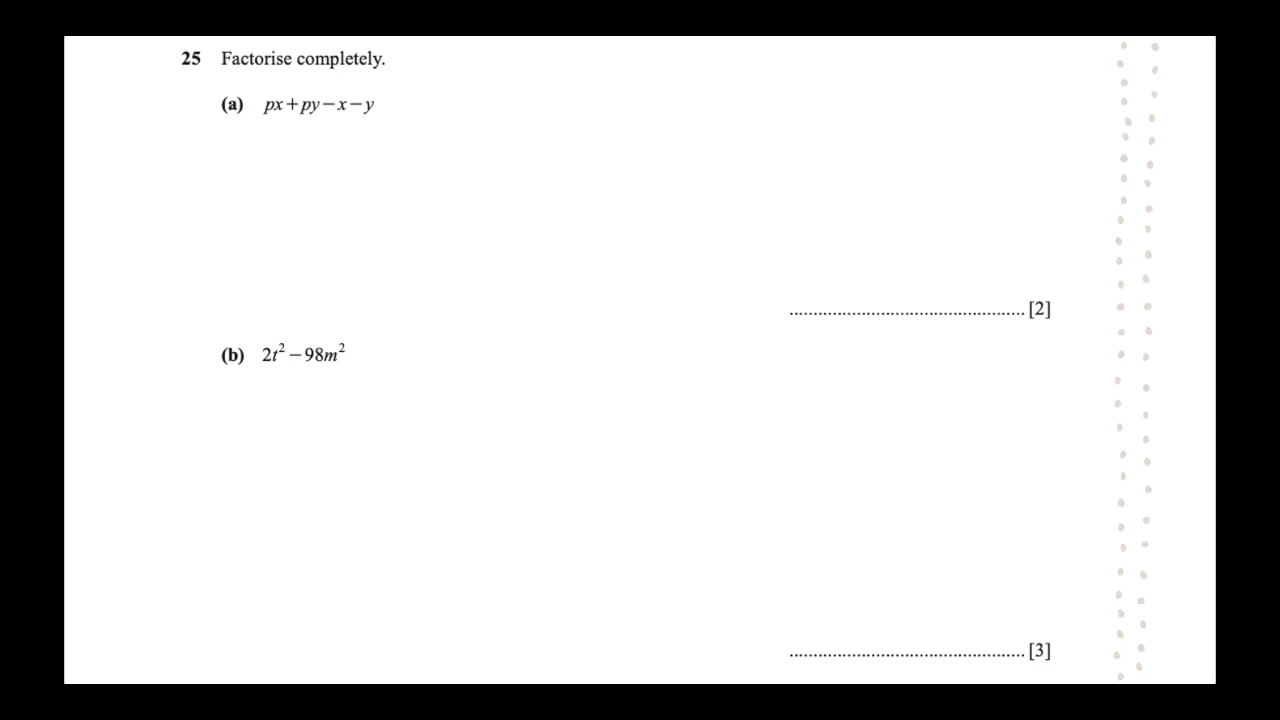 25 Factorise completely.
(a) px+py−x−y
.................................................. [2]
(b) 2t²−98m²
.................................................. [3]